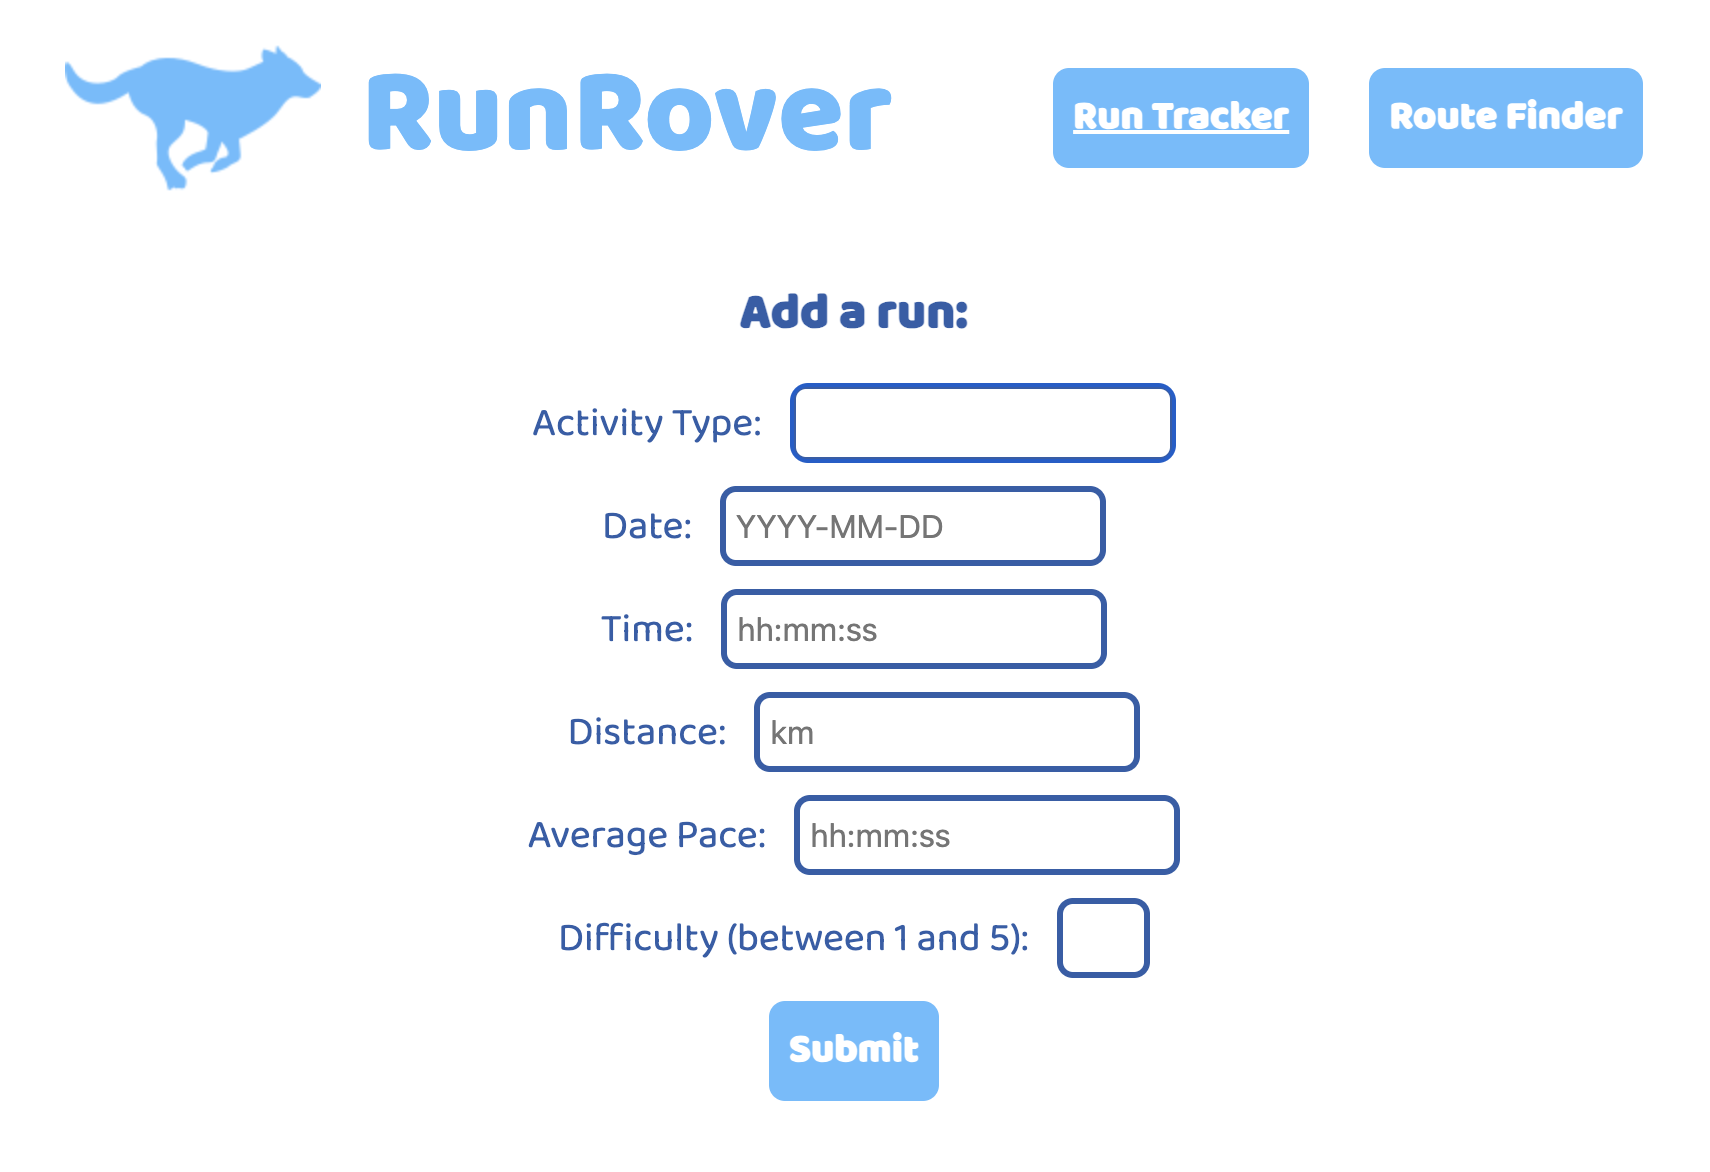 RunRover
Run Tracker
Route Finder
Add a run:
Activity Type:
Date: YYYY-MM-DD
Time: hh:mm:ss
Distance: km
Average Pace: hh:mm:ss
Difficulty (between 1 and 5):
Submit